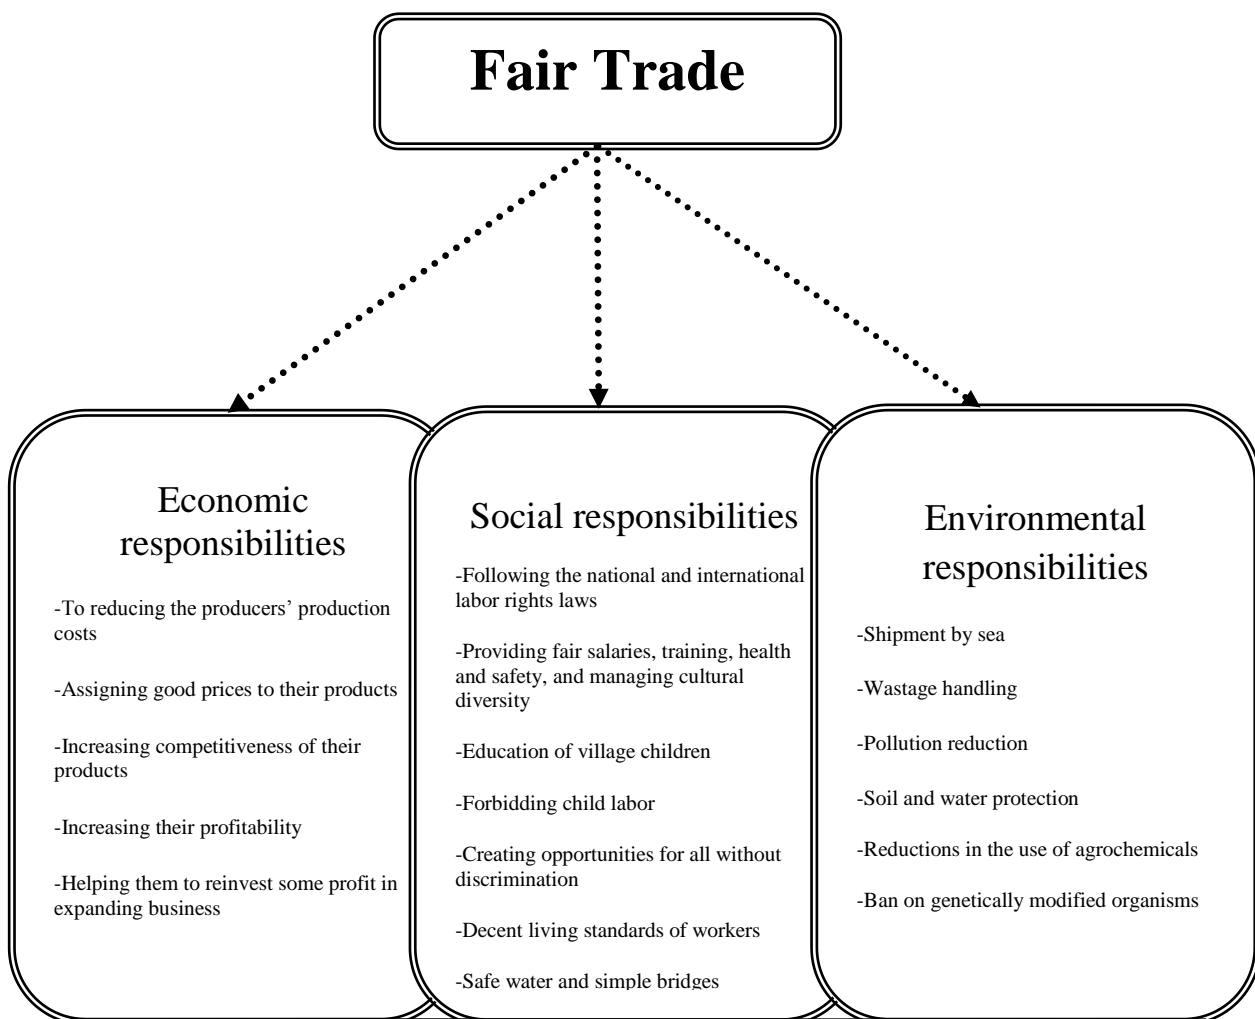 Fair Trade
Economic
responsibilities
-To reducing the producers’ production
costs
-Assigning good prices to their products
-Increasing competitiveness of their
products
-Increasing their profitability
-Helping them to reinvest some profit in
expanding business
Social responsibilities
-Following the national and international
labor rights laws
-Providing fair salaries, training, health
and safety, and managing cultural
diversity
-Education of village children
-Forbidding child labor
-Creating opportunities for all without
discrimination
-Decent living standards of workers
-Safe water and simple bridges
Environmental
responsibilities
-Shipment by sea
-Wastage handling
-Pollution reduction
-Soil and water protection
-Reductions in the use of agrochemicals
-Ban on genetically modified organisms